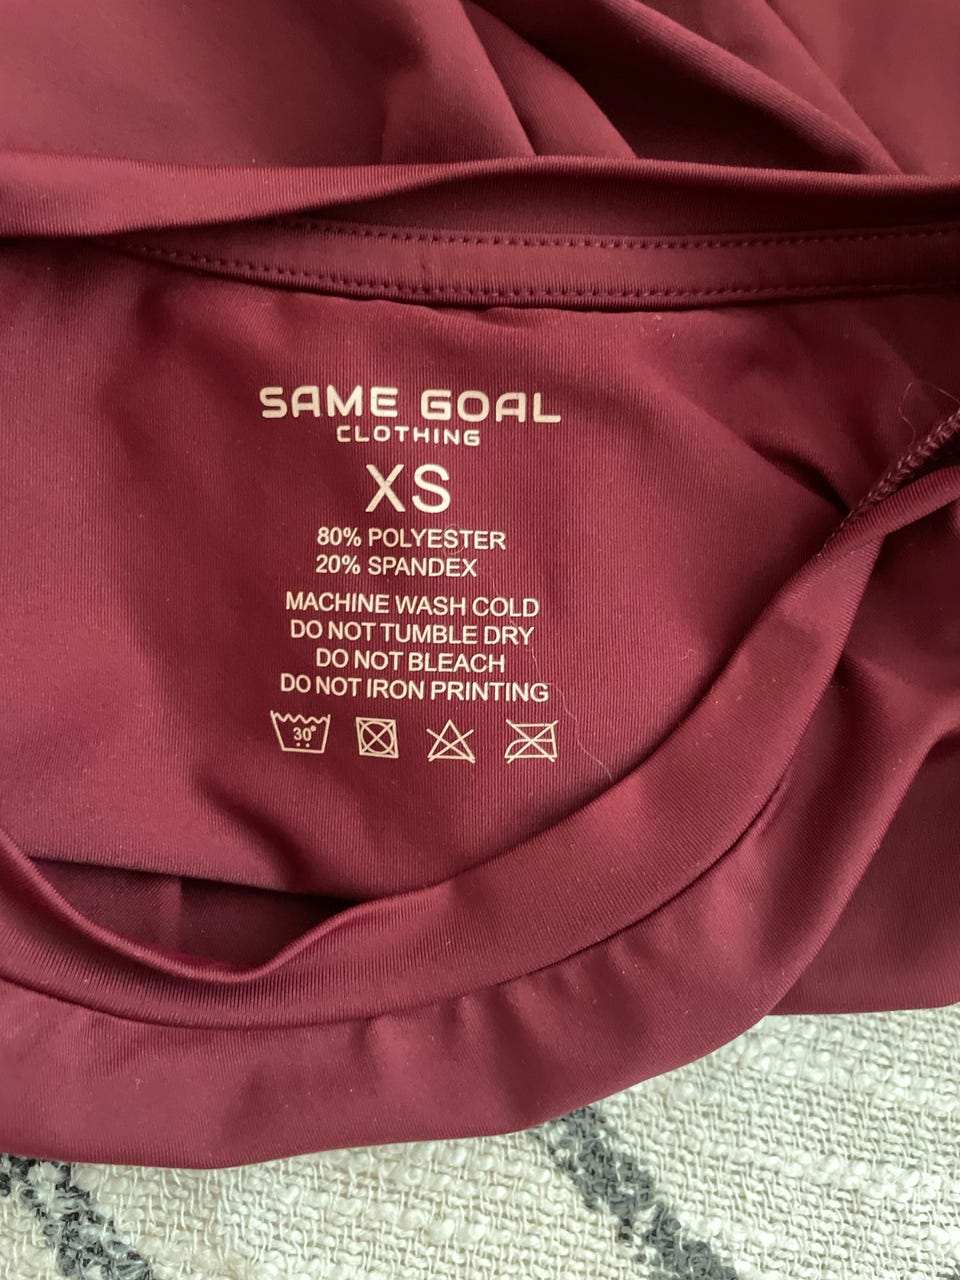 SAME GOAL
CLOTHING
XS
80% POLYESTER
20% SPANDEX
MACHINE WASH COLD
DO NOT TUMBLE DRY
DO NOT BLEACH
DO NOT IRON PRINTING
30°